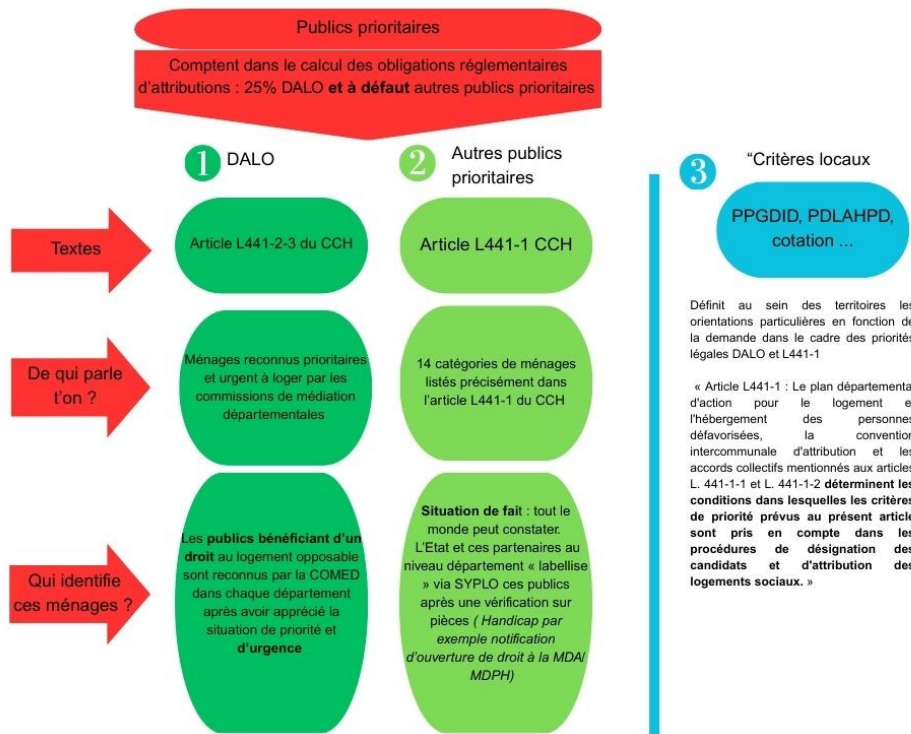 Publics prioritaires
Comptent dans le calcul des obligations réglementaires
d'attributions : 25% DALO et à défaut autres publics prioritaires
1 DALO
2 Autres publics
prioritaires
3 “Critères locaux
Textes
Article L441-2-3 du CCH
Article L441-1 CCH
PPGDID, PDLAHPD,
cotation ...
De qui parle
t'on ?
Ménages reconnus prioritaires
et urgent à loger par les
commissions de médiation
départementales
14 catégories de ménages
listés précisément dans
l'article L441-1 du CCH
Qui identifie
ces ménages ?
Les publics bénéficiant d'un
droit au logement opposable
sont reconnus par la COMED
dans chaque département
après avoir apprécié la
situation de priorité et
d'urgence
Situation de fait : tout le
monde peut constater.
L'Etat et ces partenaires au
niveau département « labellise
» via SYPLO ces publics
après une vérification sur
pièces ( Handicap par
exemple notification
d'ouverture de droit à la MDA/
MDPH)
Définit au sein des territoires les
orientations particulières en fonction de
la demande dans le cadre des priorités
légales DALO et L441-1
« Article L441-1 : Le plan départemental
d'action pour le logement et
l'hébergement des personnes
défavorisées, la convention
intercommunale d'attribution et les
accords collectifs mentionnés aux articles
L. 441-1-1 et L. 441-1-2 déterminent les
conditions dans lesquelles les critères
de priorité prévus au présent article
sont pris en compte dans les
procédures de désignation des
candidats et d'attribution des
logements sociaux. »